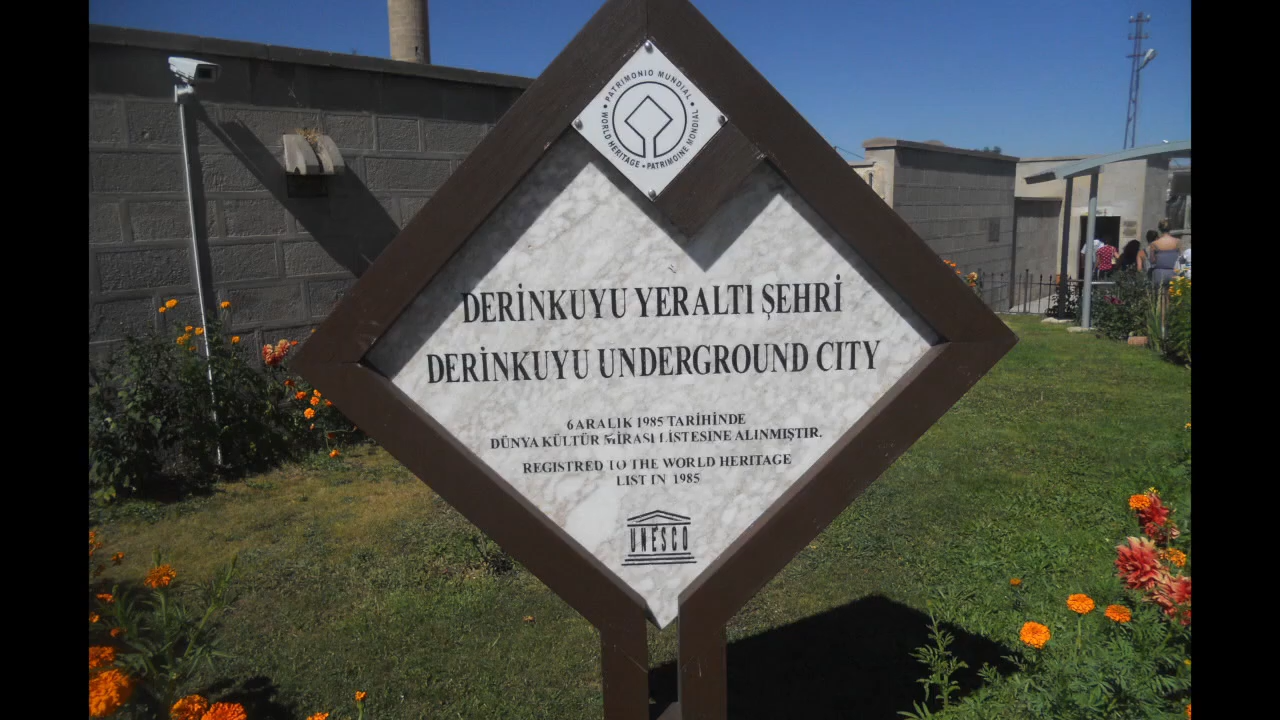 PATRIMONIO MUNDIAL
WORLD HERITAGE • PATRIMOINE MONDIAL
DERİNKUYU YERALTI ŞEHRİ
DERİNKUYU UNDERGROUND CITY
6 ARALIK 1985 TARİHİNDE
DÜNYA KÜLTÜR MİRASI LİSTESİNE ALINMIŞTIR.
REGISTRED TO THE WORLD HERITAGE
LIST IN 1985
UNESCO